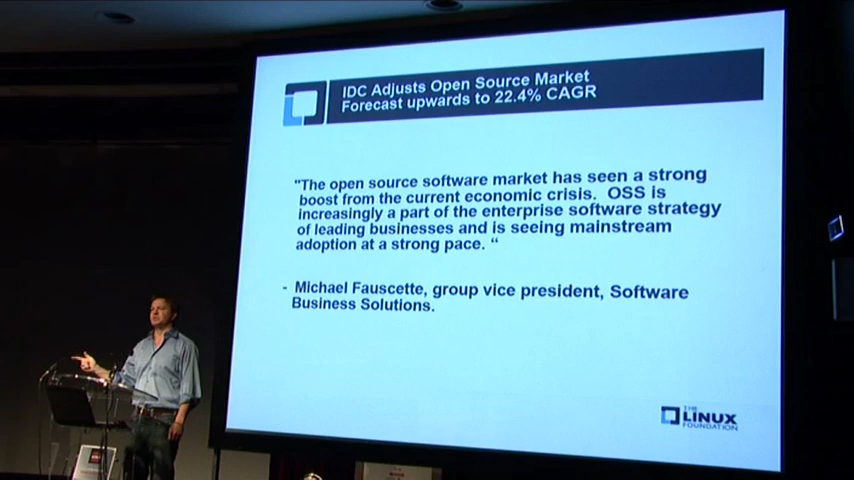 IDC Adjusts Open Source Market
Forecast upwards to 22.4% CAGR
"The open source software market has seen a strong
boost from the current economic crisis. OSS is
increasingly a part of the enterprise software strategy
of leading businesses and is seeing mainstream
adoption at a strong pace. “
- Michael Fauscette, group vice president, Software
Business Solutions.
THE
LINUX
FOUNDATION